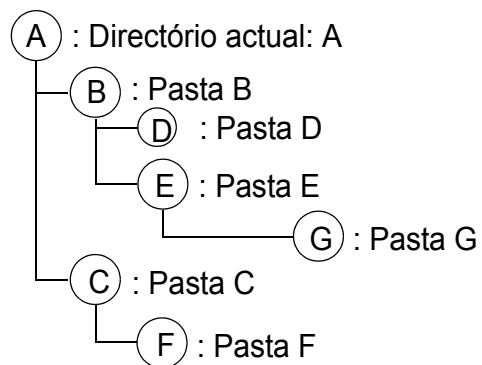 A : Directório actual: A
B : Pasta B
D : Pasta D
E : Pasta E
G : Pasta G
C : Pasta C
F : Pasta F